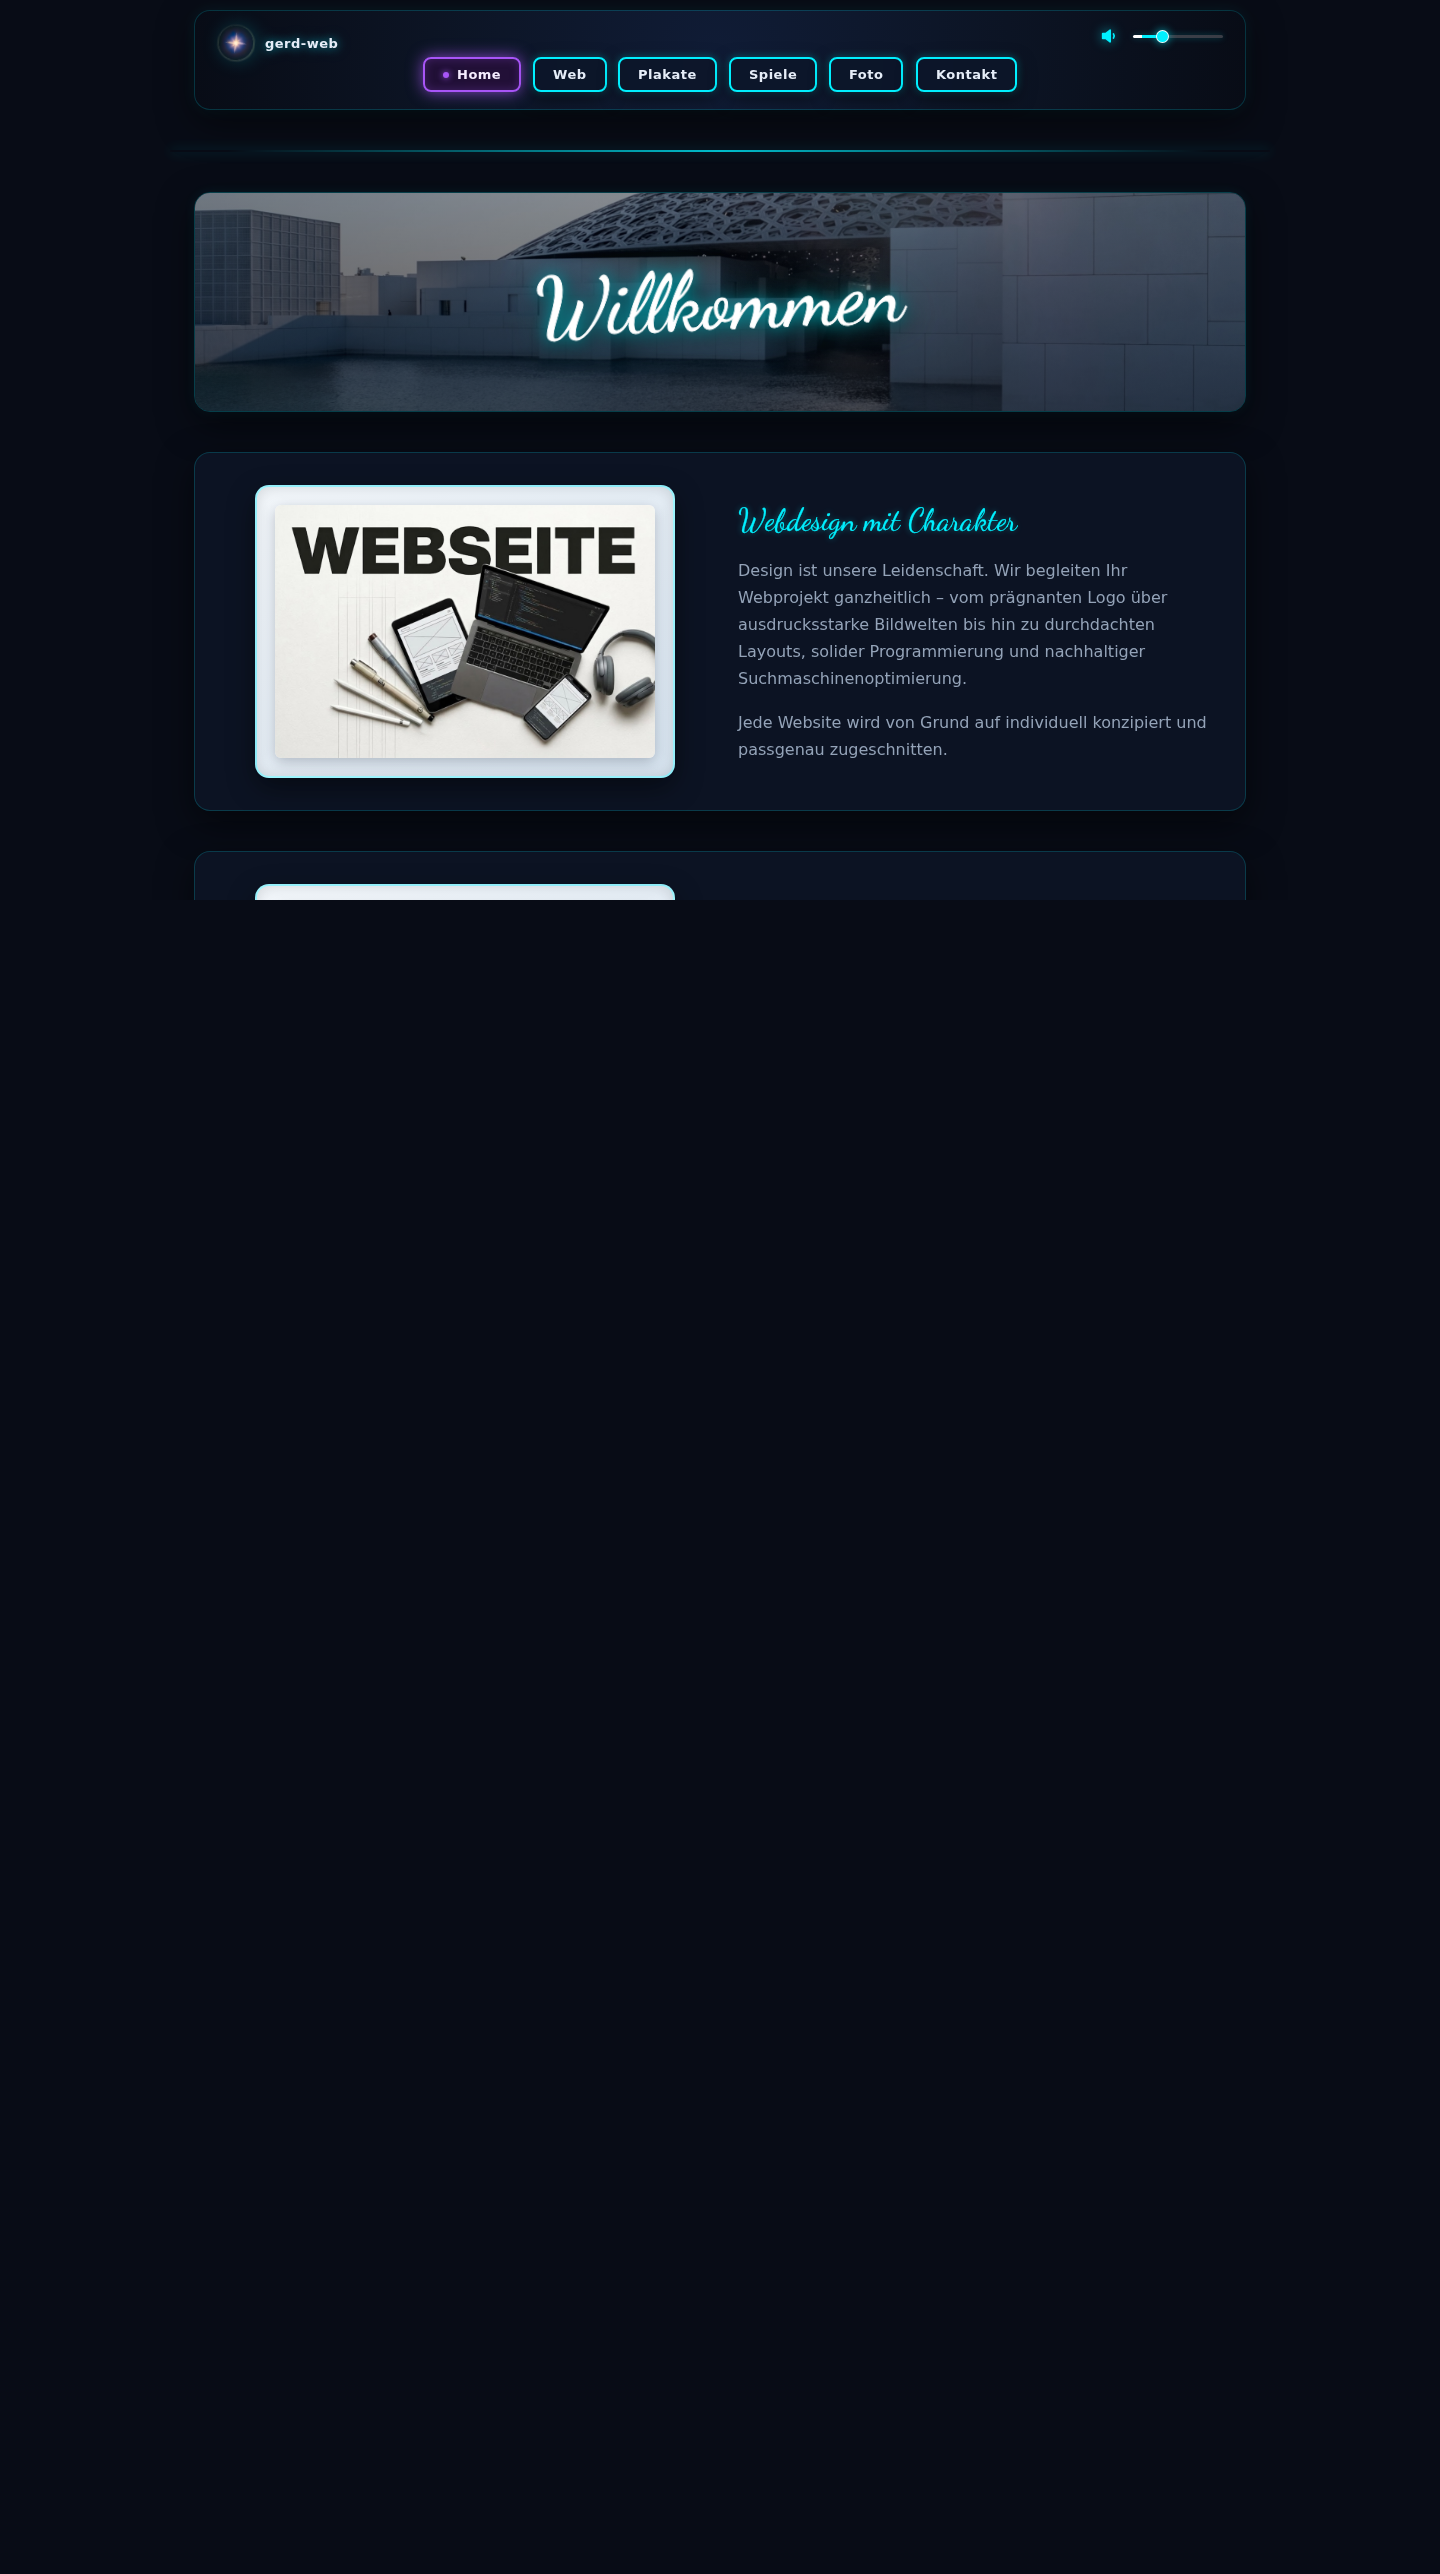 gerd-web
Home
Web
Plakate
Spiele
Foto
Kontakt
Willkommen
WEBSEITE
Webdesign mit Charakter
Design ist unsere Leidenschaft. Wir begleiten Ihr
Webprojekt ganzheitlich – vom prägnanten Logo über
ausdrucksstarke Bildwelten bis hin zu durchdachten
Layouts, solider Programmierung und nachhaltiger
Suchmaschinenoptimierung.
Jede Website wird von Grund auf individuell konzipiert und
passgenau zugeschnitten.